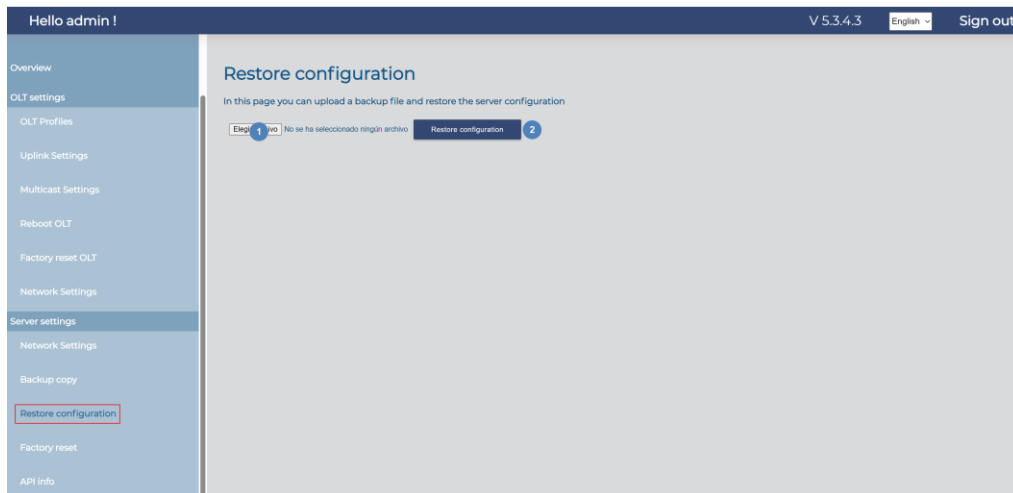 Hello admin !
V 5.3.4.3
English
Sign out
Overview
OLT settings
OLT Profiles
Uplink Settings
Multicast Settings
Reboot OLT
Factory reset OLT
Network Settings
Server settings
Network Settings
Backup copy
Restore configuration
Factory reset
API info
Restore configuration
In this page you can upload a backup file and restore the server configuration
1 No se ha seleccionado ningún archivo Restore configuration 2